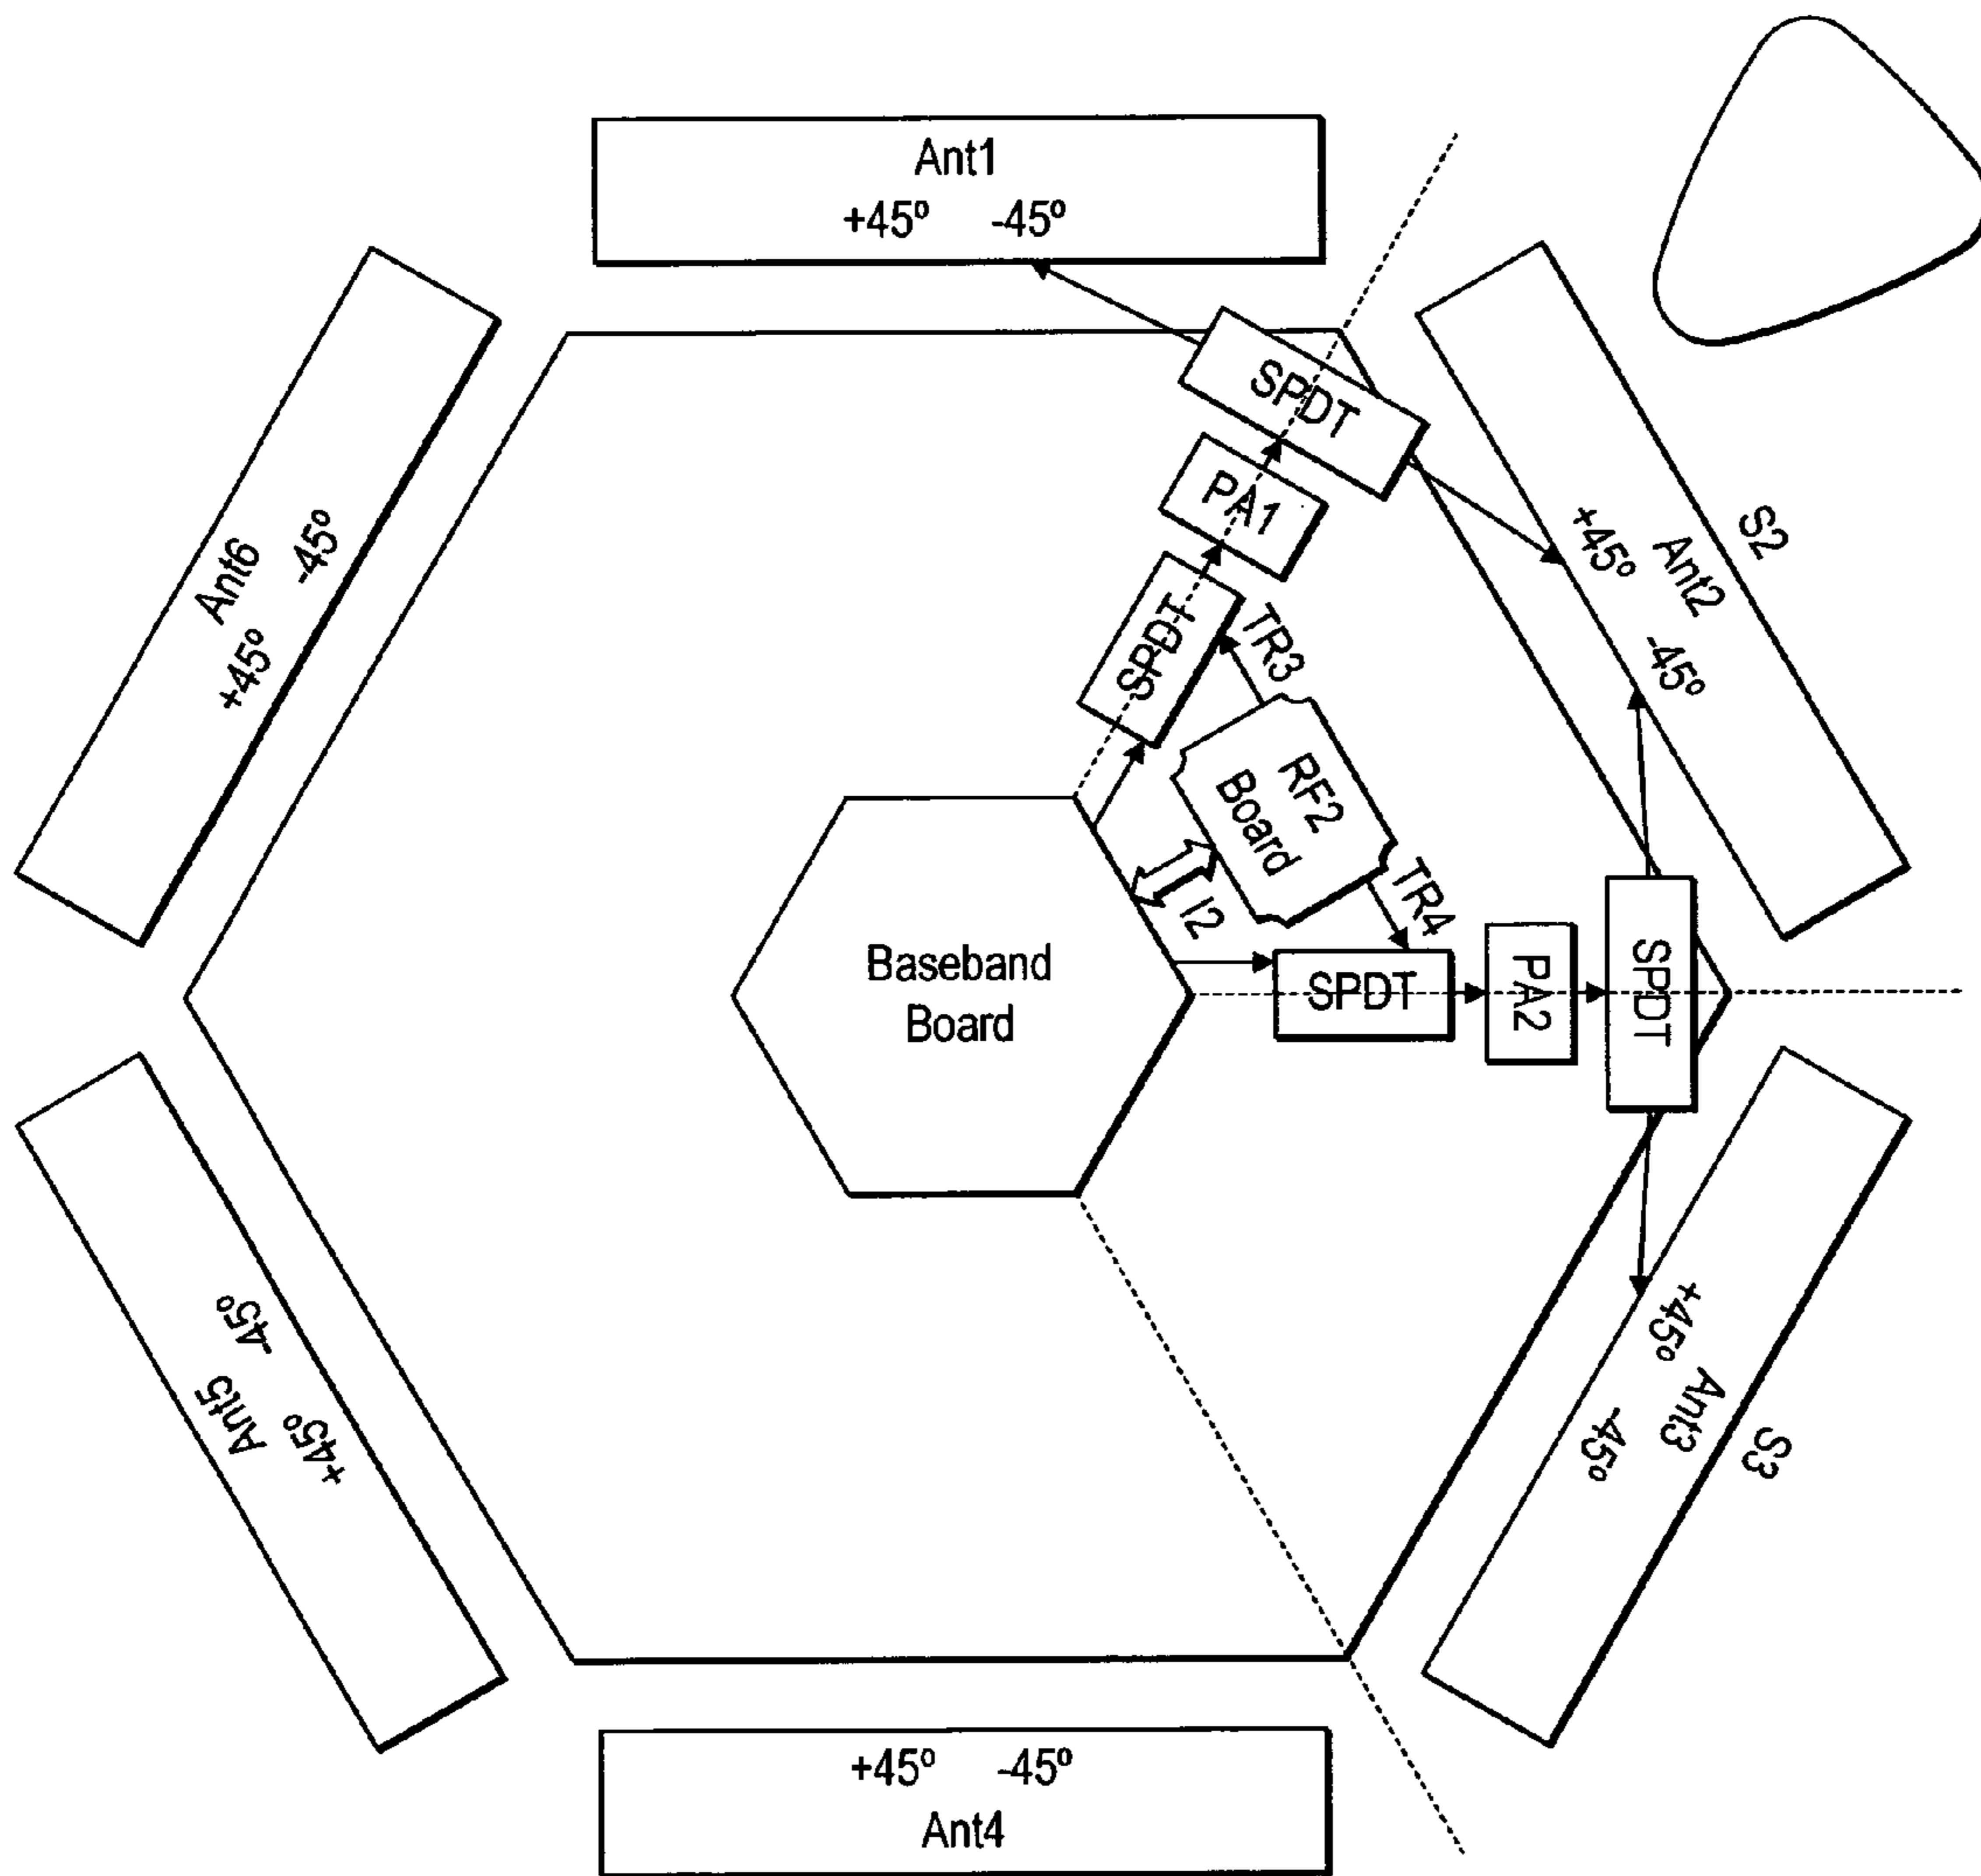 Ant1
+45º -45º
SPDT
PA1
SPDT
TR3
RF2
Board
TR4
I2
Baseband
Board
SPDT
PA2
SPDT
+45º
Ant2
-45º
S2
+45º
Ant3
-45º
S3
+45º -45º
Ant4
-45º
Ant5
+45º
Ant6
-45º
+45º